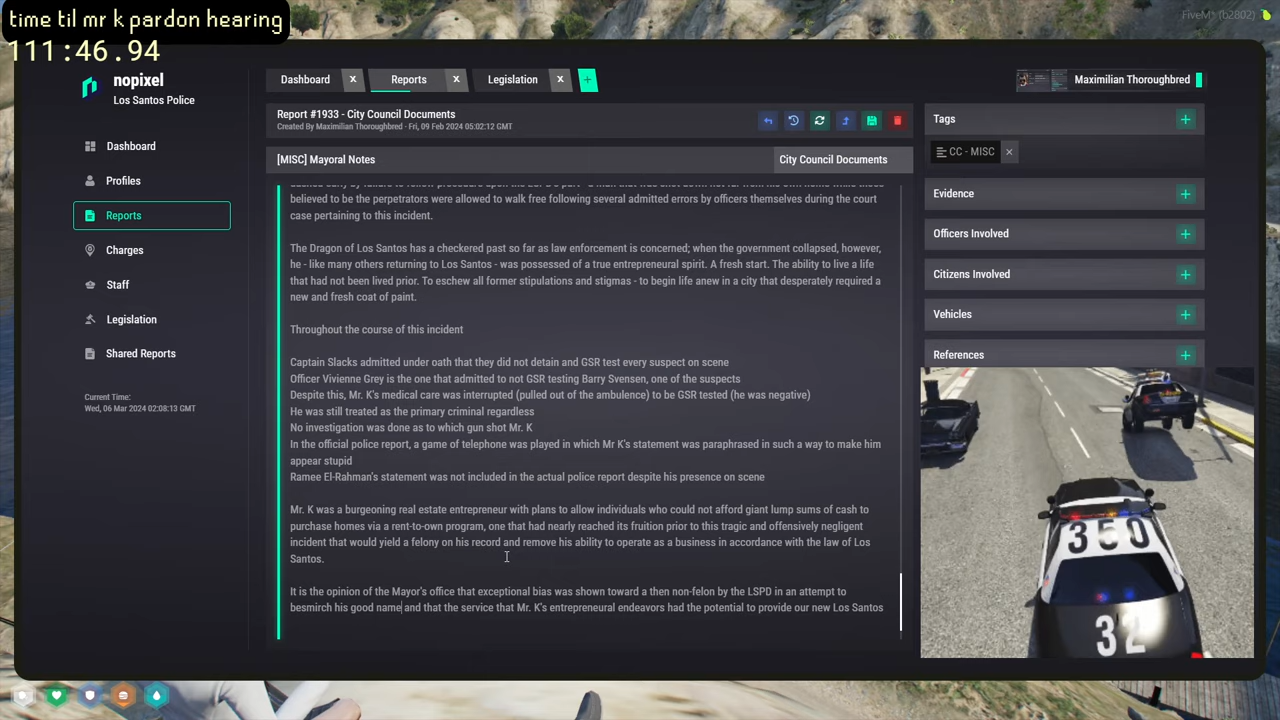 time til mr k pardon hearing
111:46.94
FiveM® (b2802)
nopixel
Los Santos Police
Dashboard x Reports x Legislation x +
Maximilian Thoroughbred
Report #1933 - City Council Documents
Created By Maximilian Thoroughbred · Fri, 09 Feb 2024 05:02:12 GMT
[MISC] Mayoral Notes
City Council Documents
Dashboard
Profiles
Reports
Charges
Staff
Legislation
Shared Reports
Current Time:
Wed, 06 Mar 2024 02:08:13 GMT
believed to be the perpetrators were allowed to walk free following several admitted errors by officers themselves during the court
case pertaining to this incident.
The Dragon of Los Santos has a checkered past so far as law enforcement is concerned; when the government collapsed, however,
he - like many others returning to Los Santos - was possessed of a true entrepreneurial spirit. A fresh start. The ability to live a life
that had not been lived prior. To eschew all former stipulations and stigmas - to begin life anew in a city that desperately required a
new and fresh coat of paint.
Throughout the course of this incident
Captain Slacks admitted under oath that they did not detain and GSR test every suspect on scene
Officer Vivienne Grey is the one that admitted to not GSR testing Barry Svensen, one of the suspects
Despite this, Mr. K's medical care was interrupted (pulled out of the ambulence) to be GSR tested (he was negative)
He was still treated as the primary criminal regardless
No investigation was done as to which gun shot Mr. K
In the official police report, a game of telephone was played in which Mr K's statement was paraphrased in such a way to make him
appear stupid
Ramee El-Rahman's statement was not included in the actual police report despite his presence on scene
Mr. K was a burgeoning real estate entrepreneur with plans to allow individuals who could not afford giant lump sums of cash to
purchase homes via a rent-to-own program, one that had nearly reached its fruition prior to this tragic and offensively negligent
incident that would yield a felony on his record and remove his ability to operate as a business in accordance with the law of Los
Santos.
It is the opinion of the Mayor's office that exceptional bias was shown toward a then non-felon by the LSPD in an attempt to
besmirch his good name and that the service that Mr. K's entrepreneurial endeavors had the potential to provide our new Los Santos
Tags +
CC - MISC x
Evidence +
Officers Involved +
Citizens Involved +
Vehicles +
References +
350
32